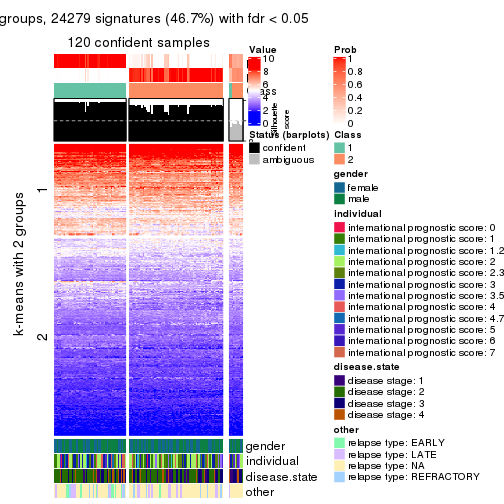 groups, 24279 signatures (46.7%) with fdr < 0.05
120 confident samples
k-means with 2 groups
1
2
Value
10
8
6
4
2
0
Silhouette
score
Status (barplots)
confident
ambiguous
gender
individual
disease.state
other
Prob
1
0.8
0.6
0.4
0.2
0
Class
1
2
gender
female
male
individual
international prognostic score: 0
international prognostic score: 1
international prognostic score: 1.2
international prognostic score: 2
international prognostic score: 2.3
international prognostic score: 3
international prognostic score: 3.5
international prognostic score: 4
international prognostic score: 4.7
international prognostic score: 5
international prognostic score: 6
international prognostic score: 7
disease.state
disease stage: 1
disease stage: 2
disease stage: 3
disease stage: 4
other
relapse type: EARLY
relapse type: LATE
relapse type: NA
relapse type: REFRACTORY